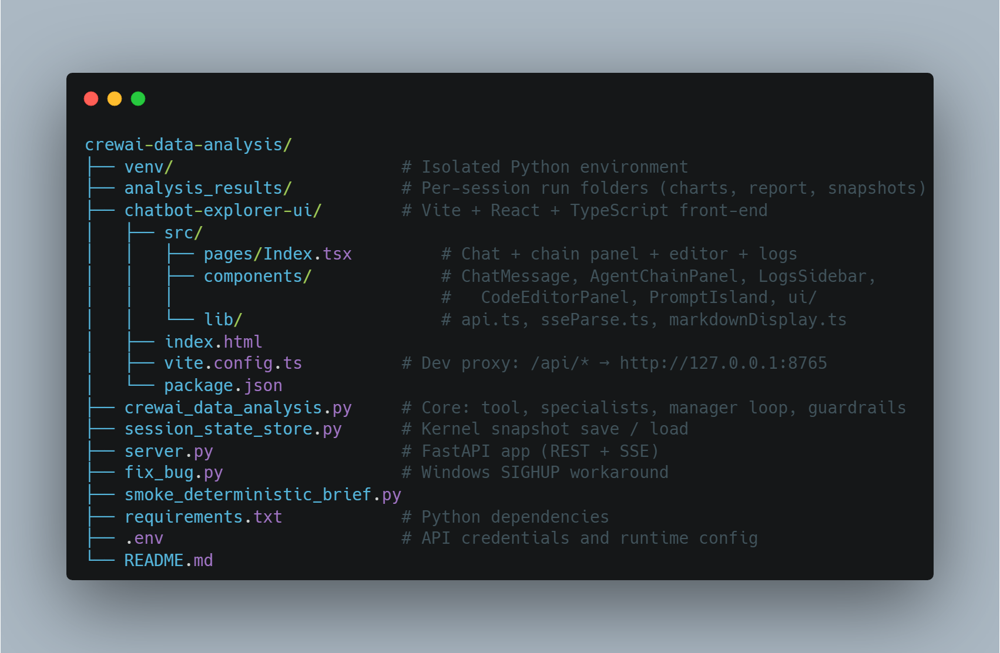 crewai-data-analysis/
├── venv/                       # Isolated Python environment
├── analysis_results/           # Per-session run folders (charts, report, snapshots)
├── chatbot-explorer-ui/        # Vite + React + TypeScript front-end
│   ├── src/
│   │   ├── pages/Index.tsx         # Chat + chain panel + editor + logs
│   │   ├── components/             # ChatMessage, AgentChainPanel, LogsSidebar,
│   │   │                           #   CodeEditorPanel, PromptIsland, ui/
│   │   └── lib/                    # api.ts, sseParse.ts, markdownDisplay.ts
│   ├── index.html
│   ├── vite.config.ts          # Dev proxy: /api/* → http://127.0.0.1:8765
│   └── package.json
├── crewai_data_analysis.py     # Core: tool, specialists, manager loop, guardrails
├── session_state_store.py      # Kernel snapshot save / load
├── server.py                   # FastAPI app (REST + SSE)
├── fix_bug.py                  # Windows SIGHUP workaround
├── smoke_deterministic_brief.py
├── requirements.txt            # Python dependencies
├── .env                        # API credentials and runtime config
└── README.md